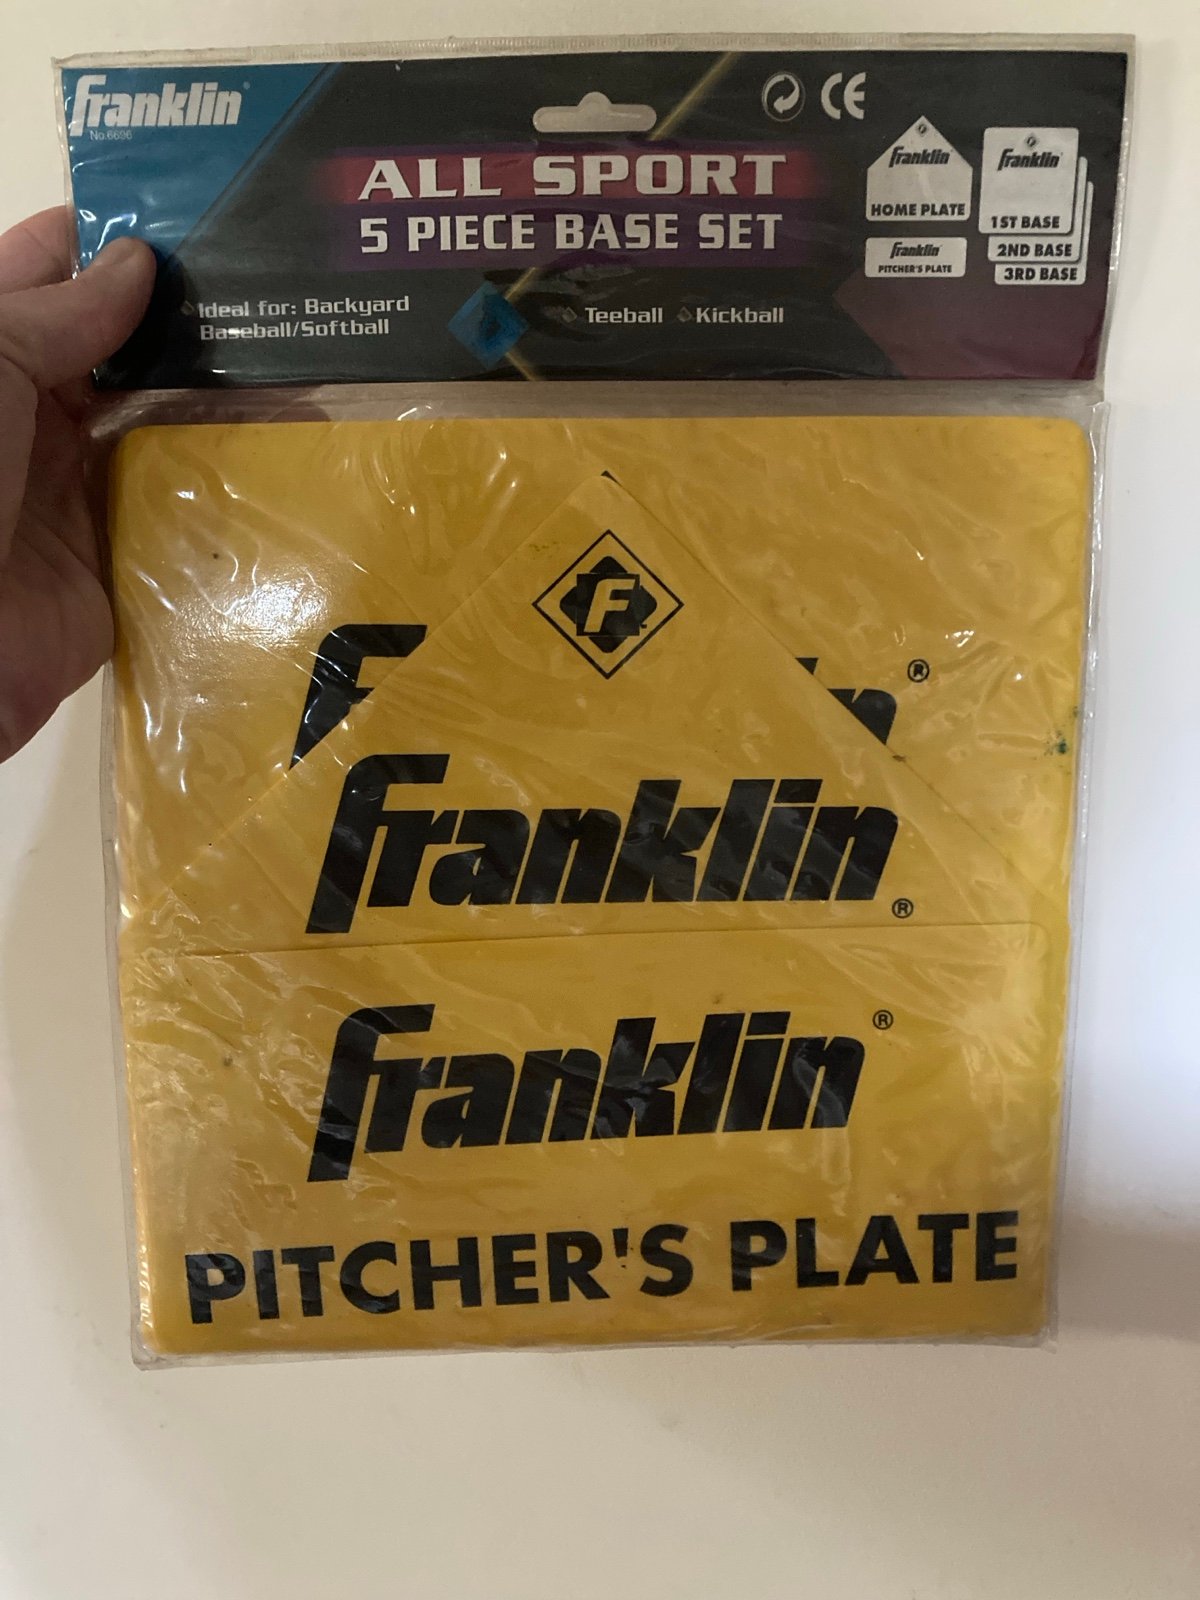 Franklin®
No.6696
ALL SPORT
5 PIECE BASE SET
Ideal for: Backyard
Baseball/Softball
Teeball
Kickball
CE
Franklin
HOME PLATE
Franklin
PITCHER'S PLATE
Franklin
1ST BASE
2ND BASE
3RD BASE
F
F n®
Franklin®
Franklin®
PITCHER'S PLATE